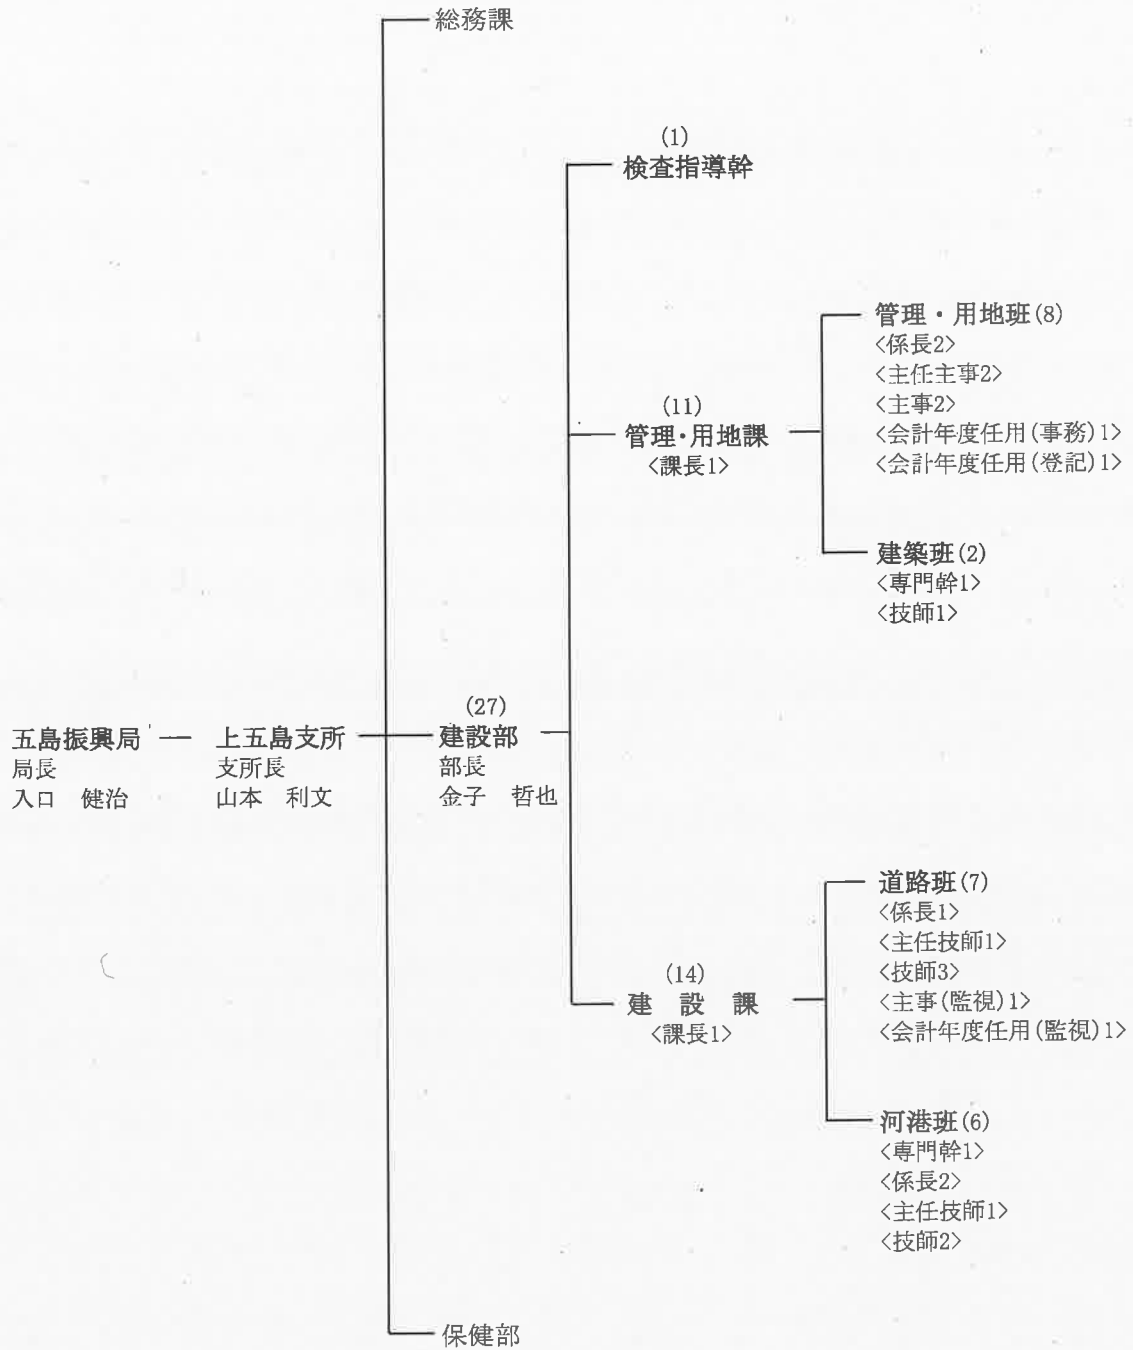 総務課
(1)
検査指導幹
管理・用地班(8)
<係長2>
<主任主事2>
<主事2>
<会計年度任用(事務)1>
<会計年度任用(登記)1>
(11)
管理・用地課
<課長1>
建築班(2)
<専門幹1>
<技師1>
五島振興局
局長
入口　健治
上五島支所
支所長
山本　利文
(27)
建設部
部長
金子　哲也
道路班(7)
<係長1>
<主任技師1>
<技師3>
<主事(監視)1>
<会計年度任用(監視)1>
(14)
建　設　課
<課長1>
河港班(6)
<専門幹1>
<係長2>
<主任技師1>
<技師2>
保健部